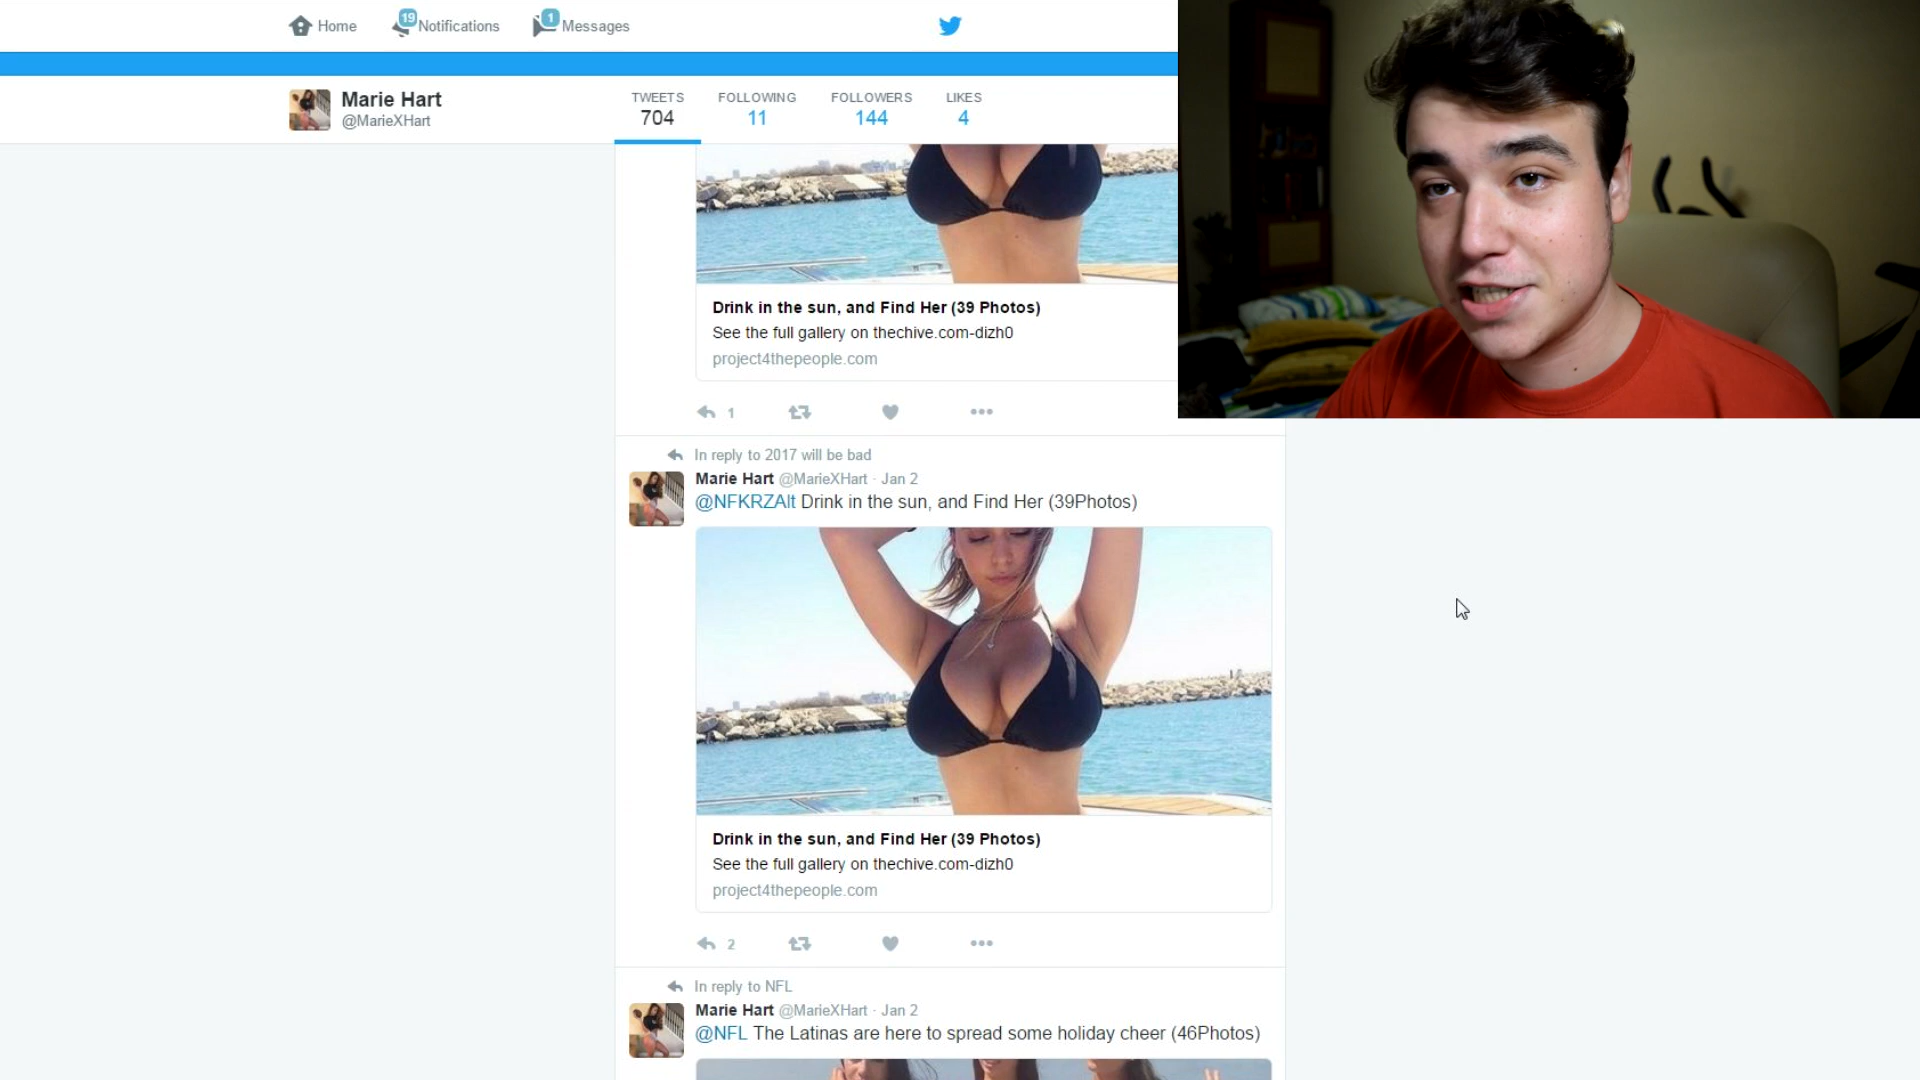 Home
19
Notifications
1
Messages
Marie Hart
@MarieXHart
TWEETS
704
FOLLOWING
11
FOLLOWERS
144
LIKES
4
Drink in the sun, and Find Her (39 Photos)
See the full gallery on thechive.com-dizh0
project4thepeople.com
1
In reply to 2017 will be bad
Marie Hart @MarieXHart · Jan 2
@NFKRZAlt Drink in the sun, and Find Her (39Photos)
Drink in the sun, and Find Her (39 Photos)
See the full gallery on thechive.com-dizh0
project4thepeople.com
2
In reply to NFL
Marie Hart @MarieXHart · Jan 2
@NFL The Latinas are here to spread some holiday cheer (46Photos)